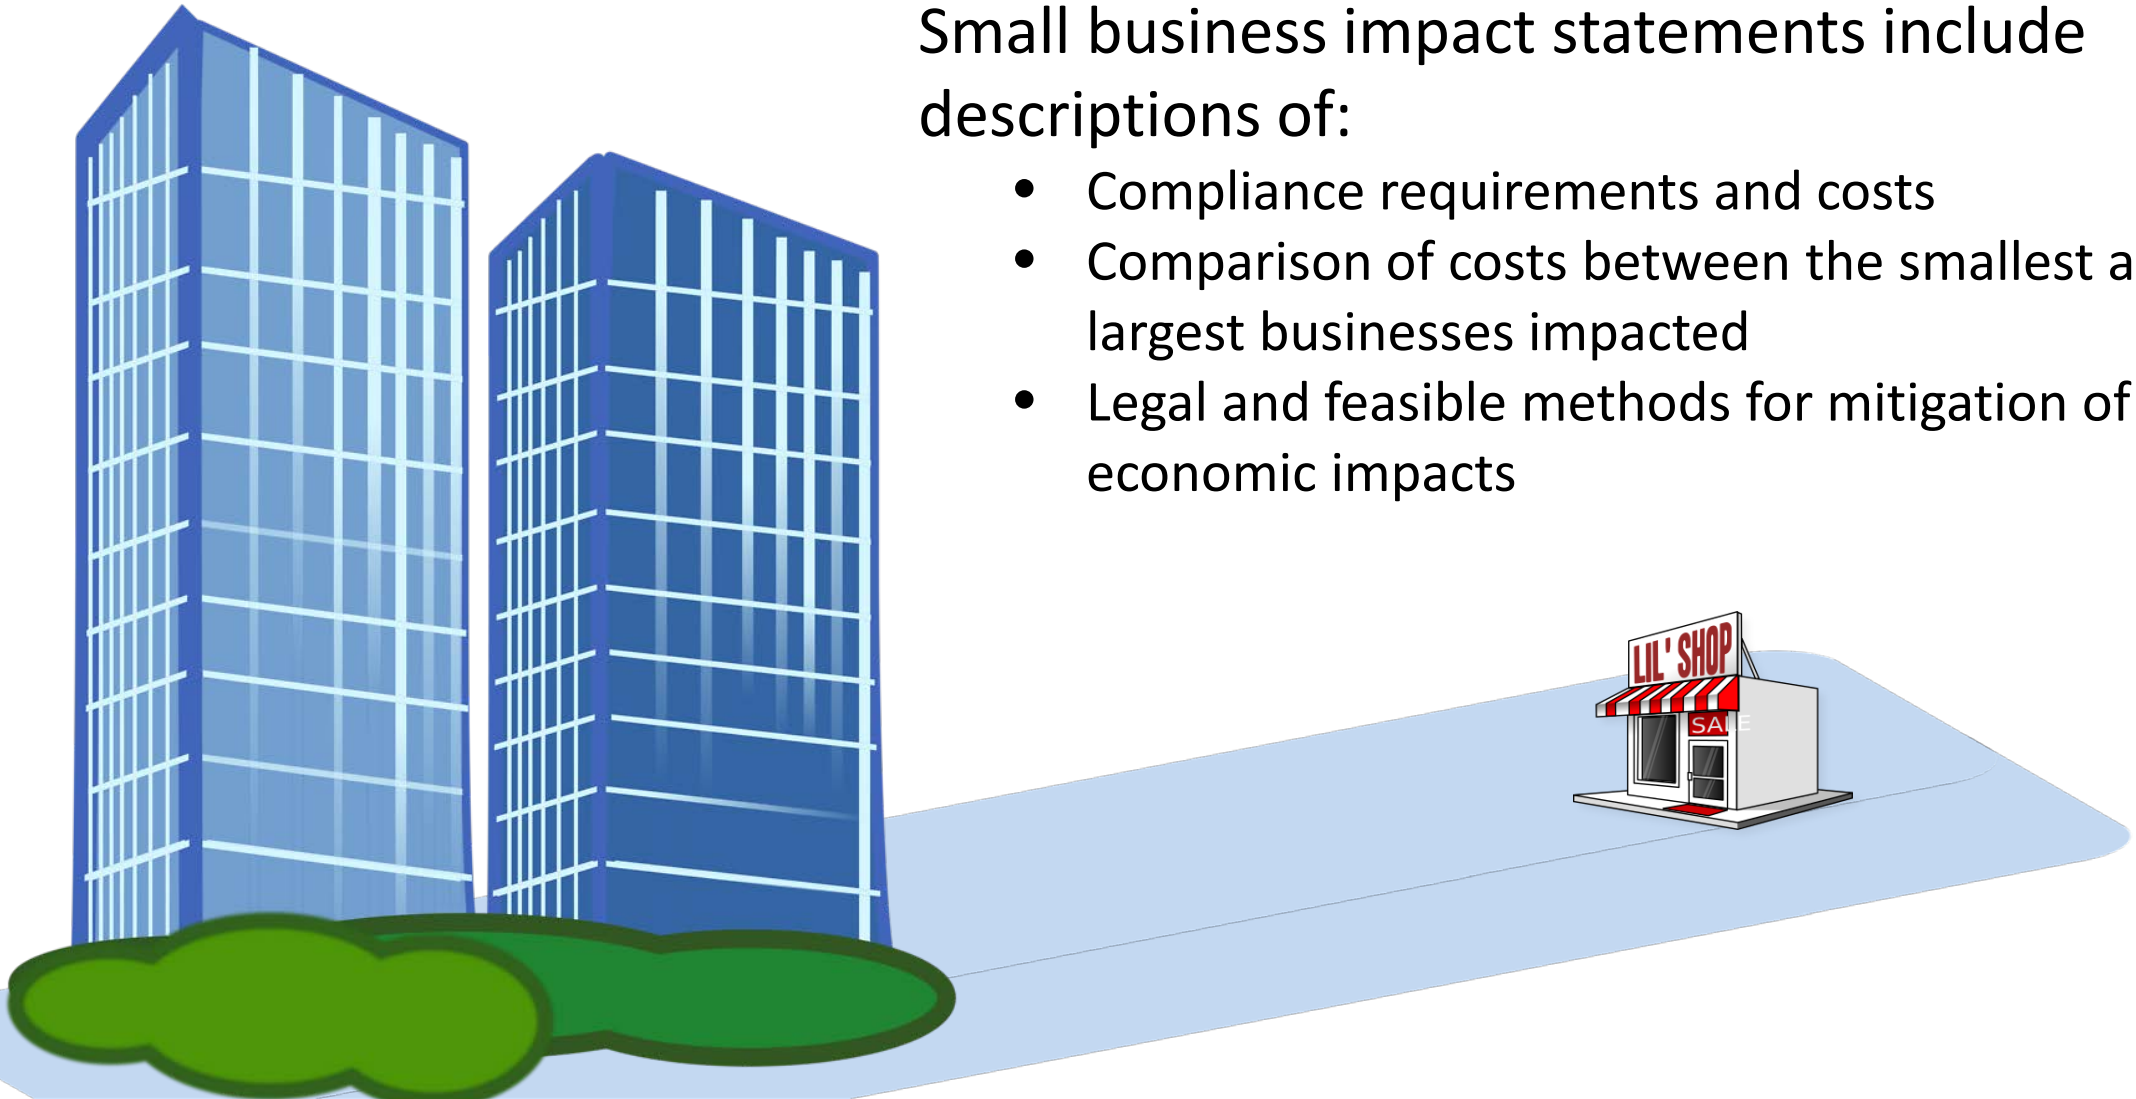 Small business impact statements include
descriptions of:
• Compliance requirements and costs
• Comparison of costs between the smallest a
largest businesses impacted
• Legal and feasible methods for mitigation of
economic impacts
LIL' SHOP
SALE